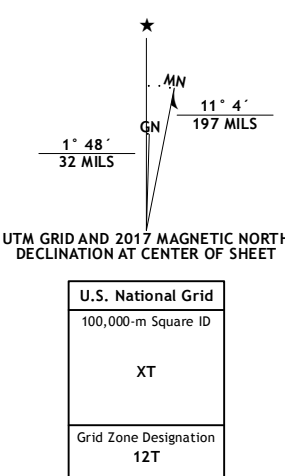 ★
MN
GN
11° 4´
197 MILS
1° 48´
32 MILS
UTM GRID AND 2017 MAGNETIC NORTH
DECLINATION AT CENTER OF SHEET
U.S. National Grid
100,000-m Square ID
XT
Grid Zone Designation
12T